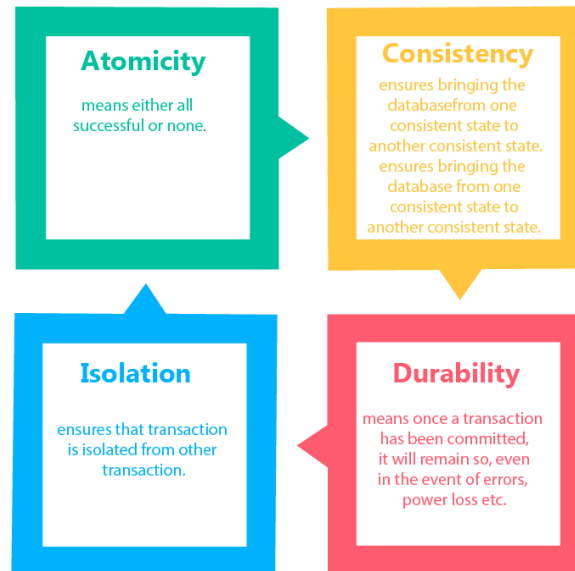 Atomicity
means either all
successful or none.
Consistency
ensures bringing the
databasefrom one
consistent state to
another consistent state.
ensures bringing the
database from one
consistent state to
another consistent state.
Isolation
ensures that transaction
is isolated from other
transaction.
Durability
means once a transaction
has been committed,
it will remain so, even
in the event of errors,
power loss etc.